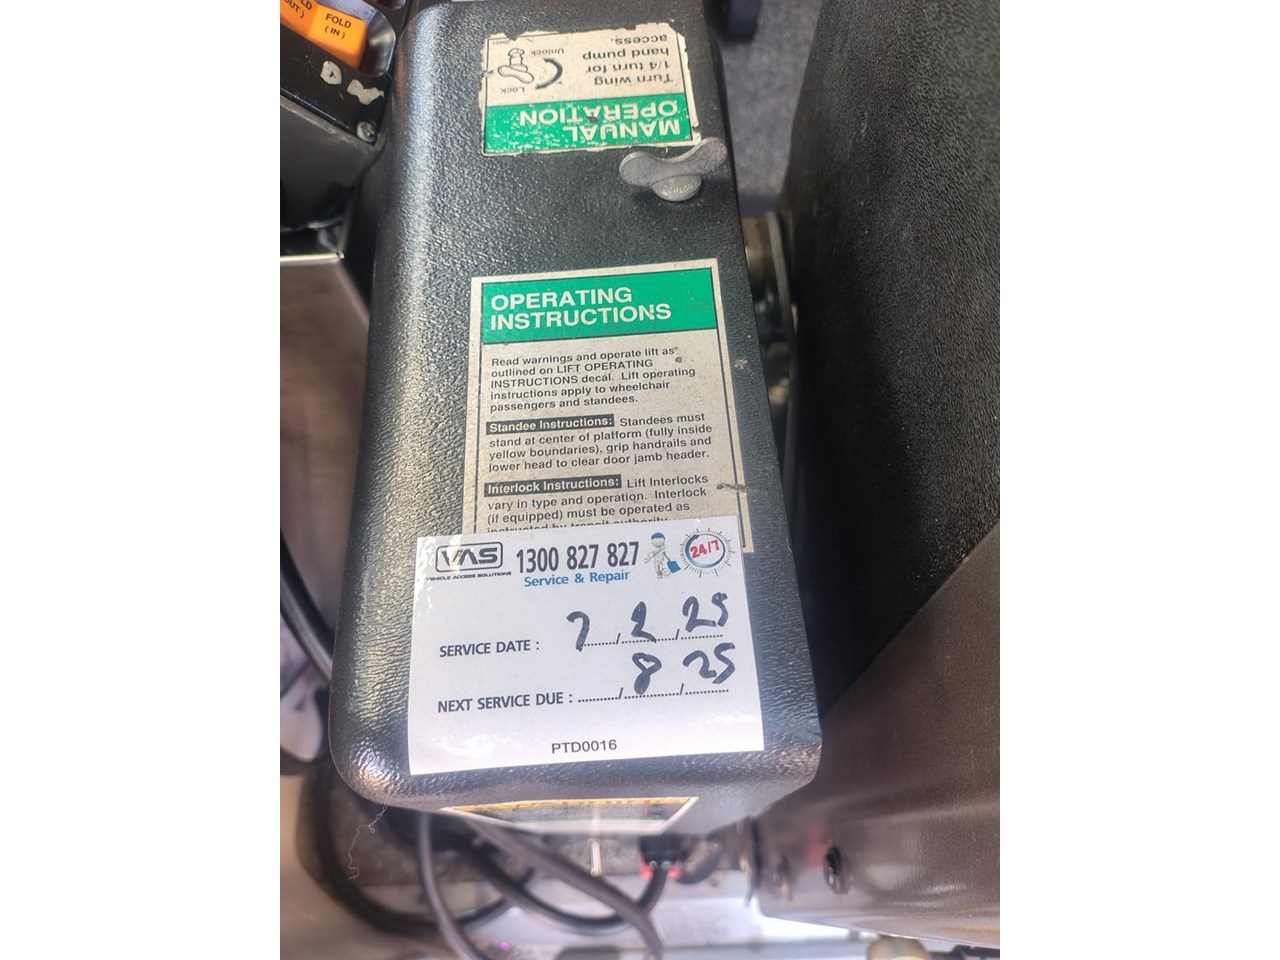 FOLD
(IN)
MANUAL
OPERATION
Turn wing
1/4 turn for
hand pump
access.
Lock
Unlock
OPERATING
INSTRUCTIONS
Read warnings and operate lift as
outlined on LIFT OPERATING
INSTRUCTIONS decal. Lift operating
instructions apply to wheelchair
passengers and standees.
Standee Instructions: Standees must
stand at center of platform (fully inside
yellow boundaries), grip handrails and
lower head to clear door jamb header.
Interlock Instructions: Lift Interlocks
vary in type and operation. Interlock
(if equipped) must be operated as
instructed by transit authority
VAS
VEHICLE ACCESS SOLUTIONS
1300 827 827
Service & Repair
24/7
SERVICE DATE : 7/2/25
NEXT SERVICE DUE : ....../8/25
PTD0016